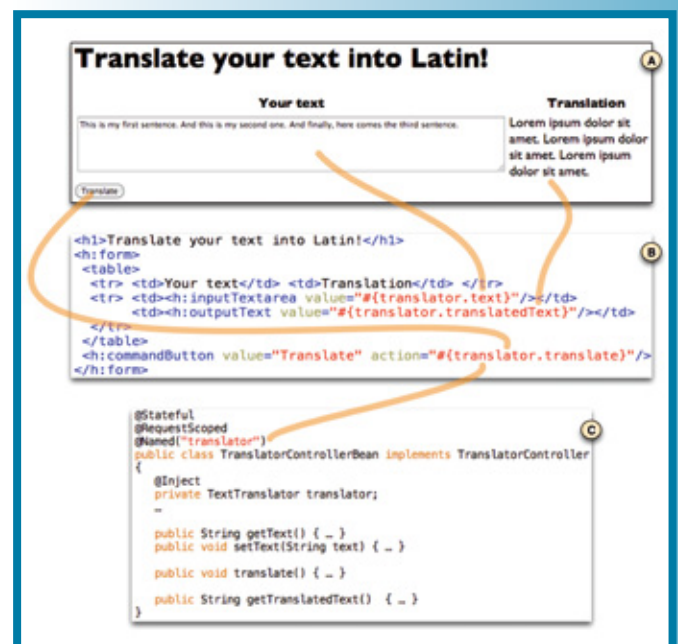 Translate your text into Latin!
A
Your text
Translation
This is my first sentence. And this is my second one. And finally, here comes the third sentence.
Lorem ipsum dolor sit
amet. Lorem ipsum dolor
sit amet. Lorem ipsum
dolor sit amet.
Translate
B
<h1>Translate your text into Latin!</h1>
<h:form>
<table>
<tr> <td>Your text</td> <td>Translation</td> </tr>
<tr> <td><h:inputTextarea value="#{translator.text}"/></td>
<td><h:outputText value="#{translator.translatedText}"/></td>
</tr>
</table>
<h:commandButton value="Translate" action="#{translator.translate}"/>
</h:form>
C
@Stateful
@RequestScoped
@Named("translator")
public class TranslatorControllerBean implements TranslatorController
{
@Inject
private TextTranslator translator;
…
public String getText() { … }
public void setText(String text) { … }
public void translate() { … }
public String getTranslatedText() { … }
}